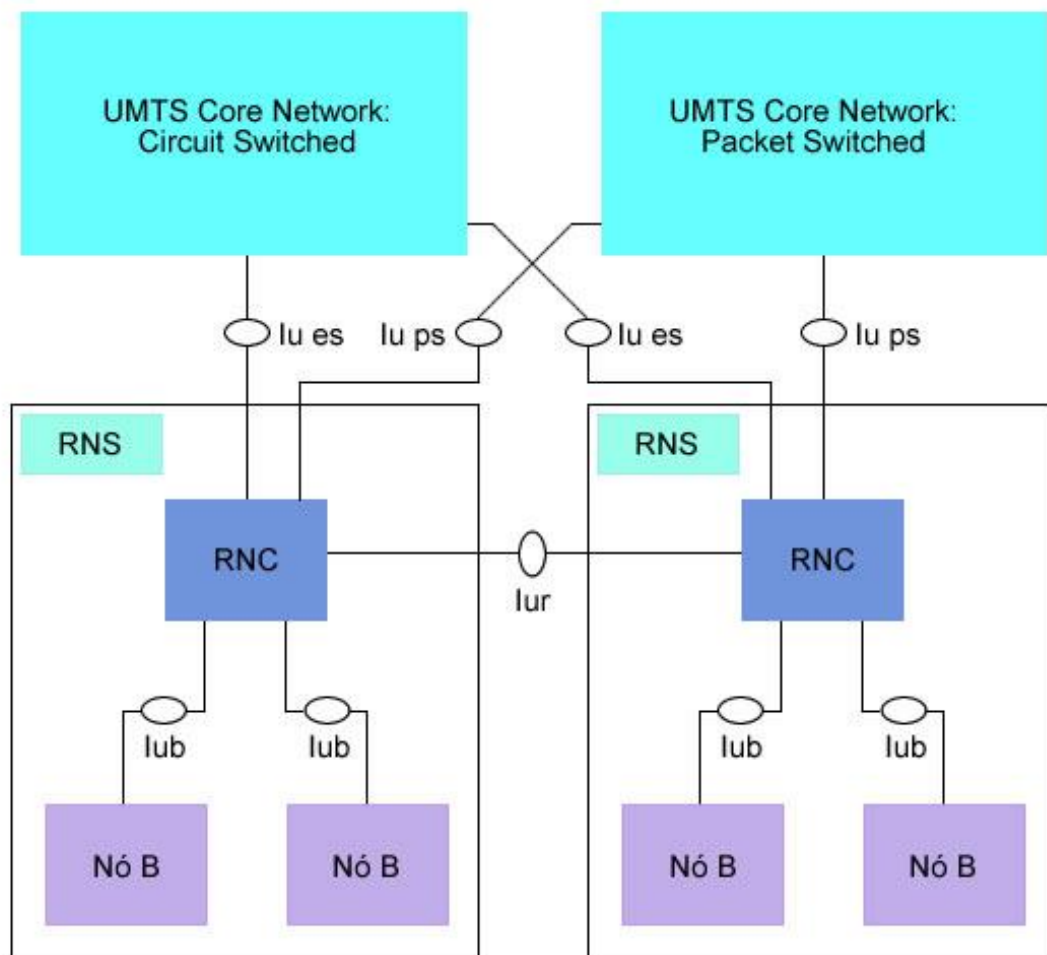 UMTS Core Network:
Circuit Switched
UMTS Core Network:
Packet Switched
Iu es
Iu ps
Iu es
Iu ps
RNS
RNS
RNC
RNC
Iur
Iub
Iub
Iub
Iub
Nó B
Nó B
Nó B
Nó B